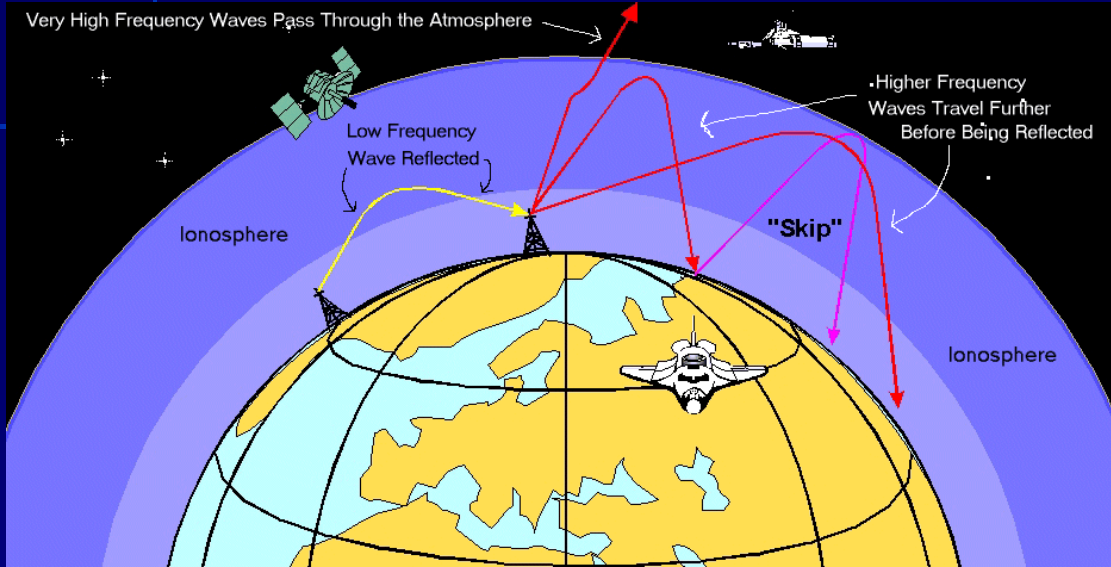 Very High Frequency Waves Pass Through the Atmosphere
Higher Frequency
Waves Travel Further
Before Being Reflected
Low Frequency
Wave Reflected
"Skip"
Ionosphere
Ionosphere